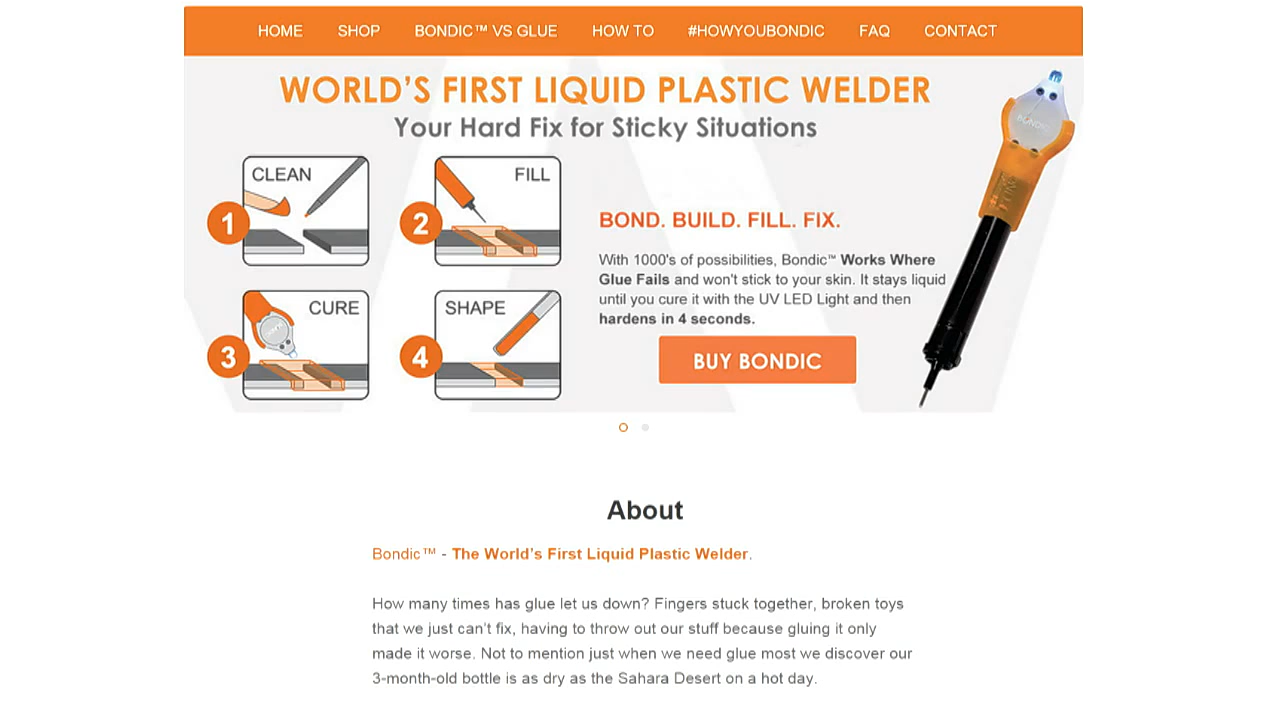 HOME SHOP BONDIC™ VS GLUE HOW TO #HOWYOUBONDIC FAQ CONTACT
WORLD'S FIRST LIQUID PLASTIC WELDER
Your Hard Fix for Sticky Situations
1 CLEAN
2 FILL
3 CURE
4 SHAPE
BOND. BUILD. FILL. FIX.
With 1000's of possibilities, Bondic™ Works Where
Glue Fails and won't stick to your skin. It stays liquid
until you cure it with the UV LED Light and then
hardens in 4 seconds.
BUY BONDIC
BONDIC
About
Bondic™ - The World's First Liquid Plastic Welder.
How many times has glue let us down? Fingers stuck together, broken toys
that we just can't fix, having to throw out our stuff because gluing it only
made it worse. Not to mention just when we need glue most we discover our
3-month-old bottle is as dry as the Sahara Desert on a hot day.